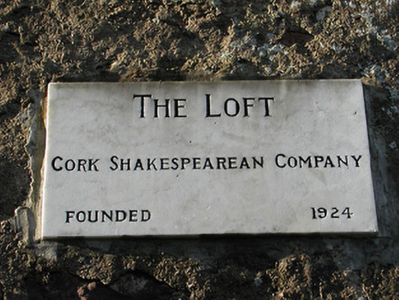 THE LOFT
CORK SHAKESPEAREAN COMPANY
FOUNDED 1924